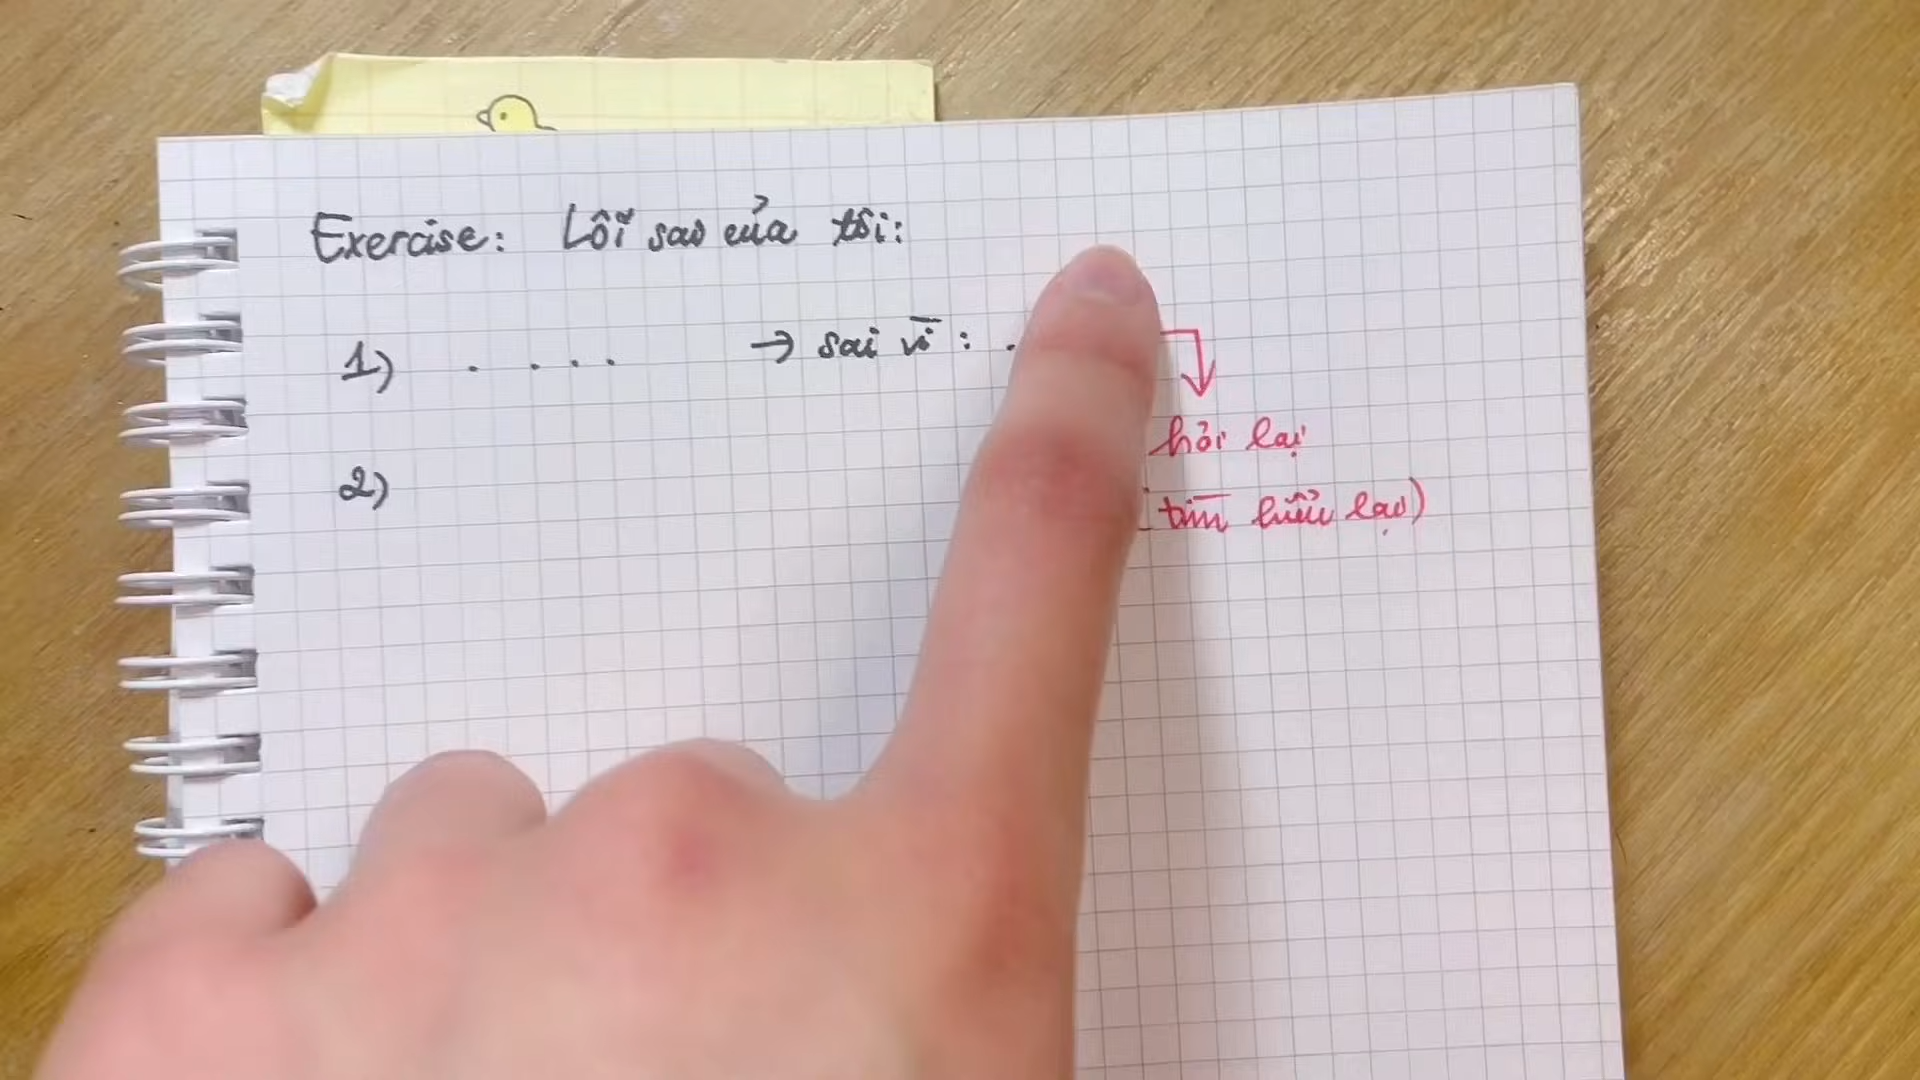 Exercise: Lỗi sai của tôi:
1) . . . . . → sai vì : .
hỏi lại
(tìm hiểu lại)
2)